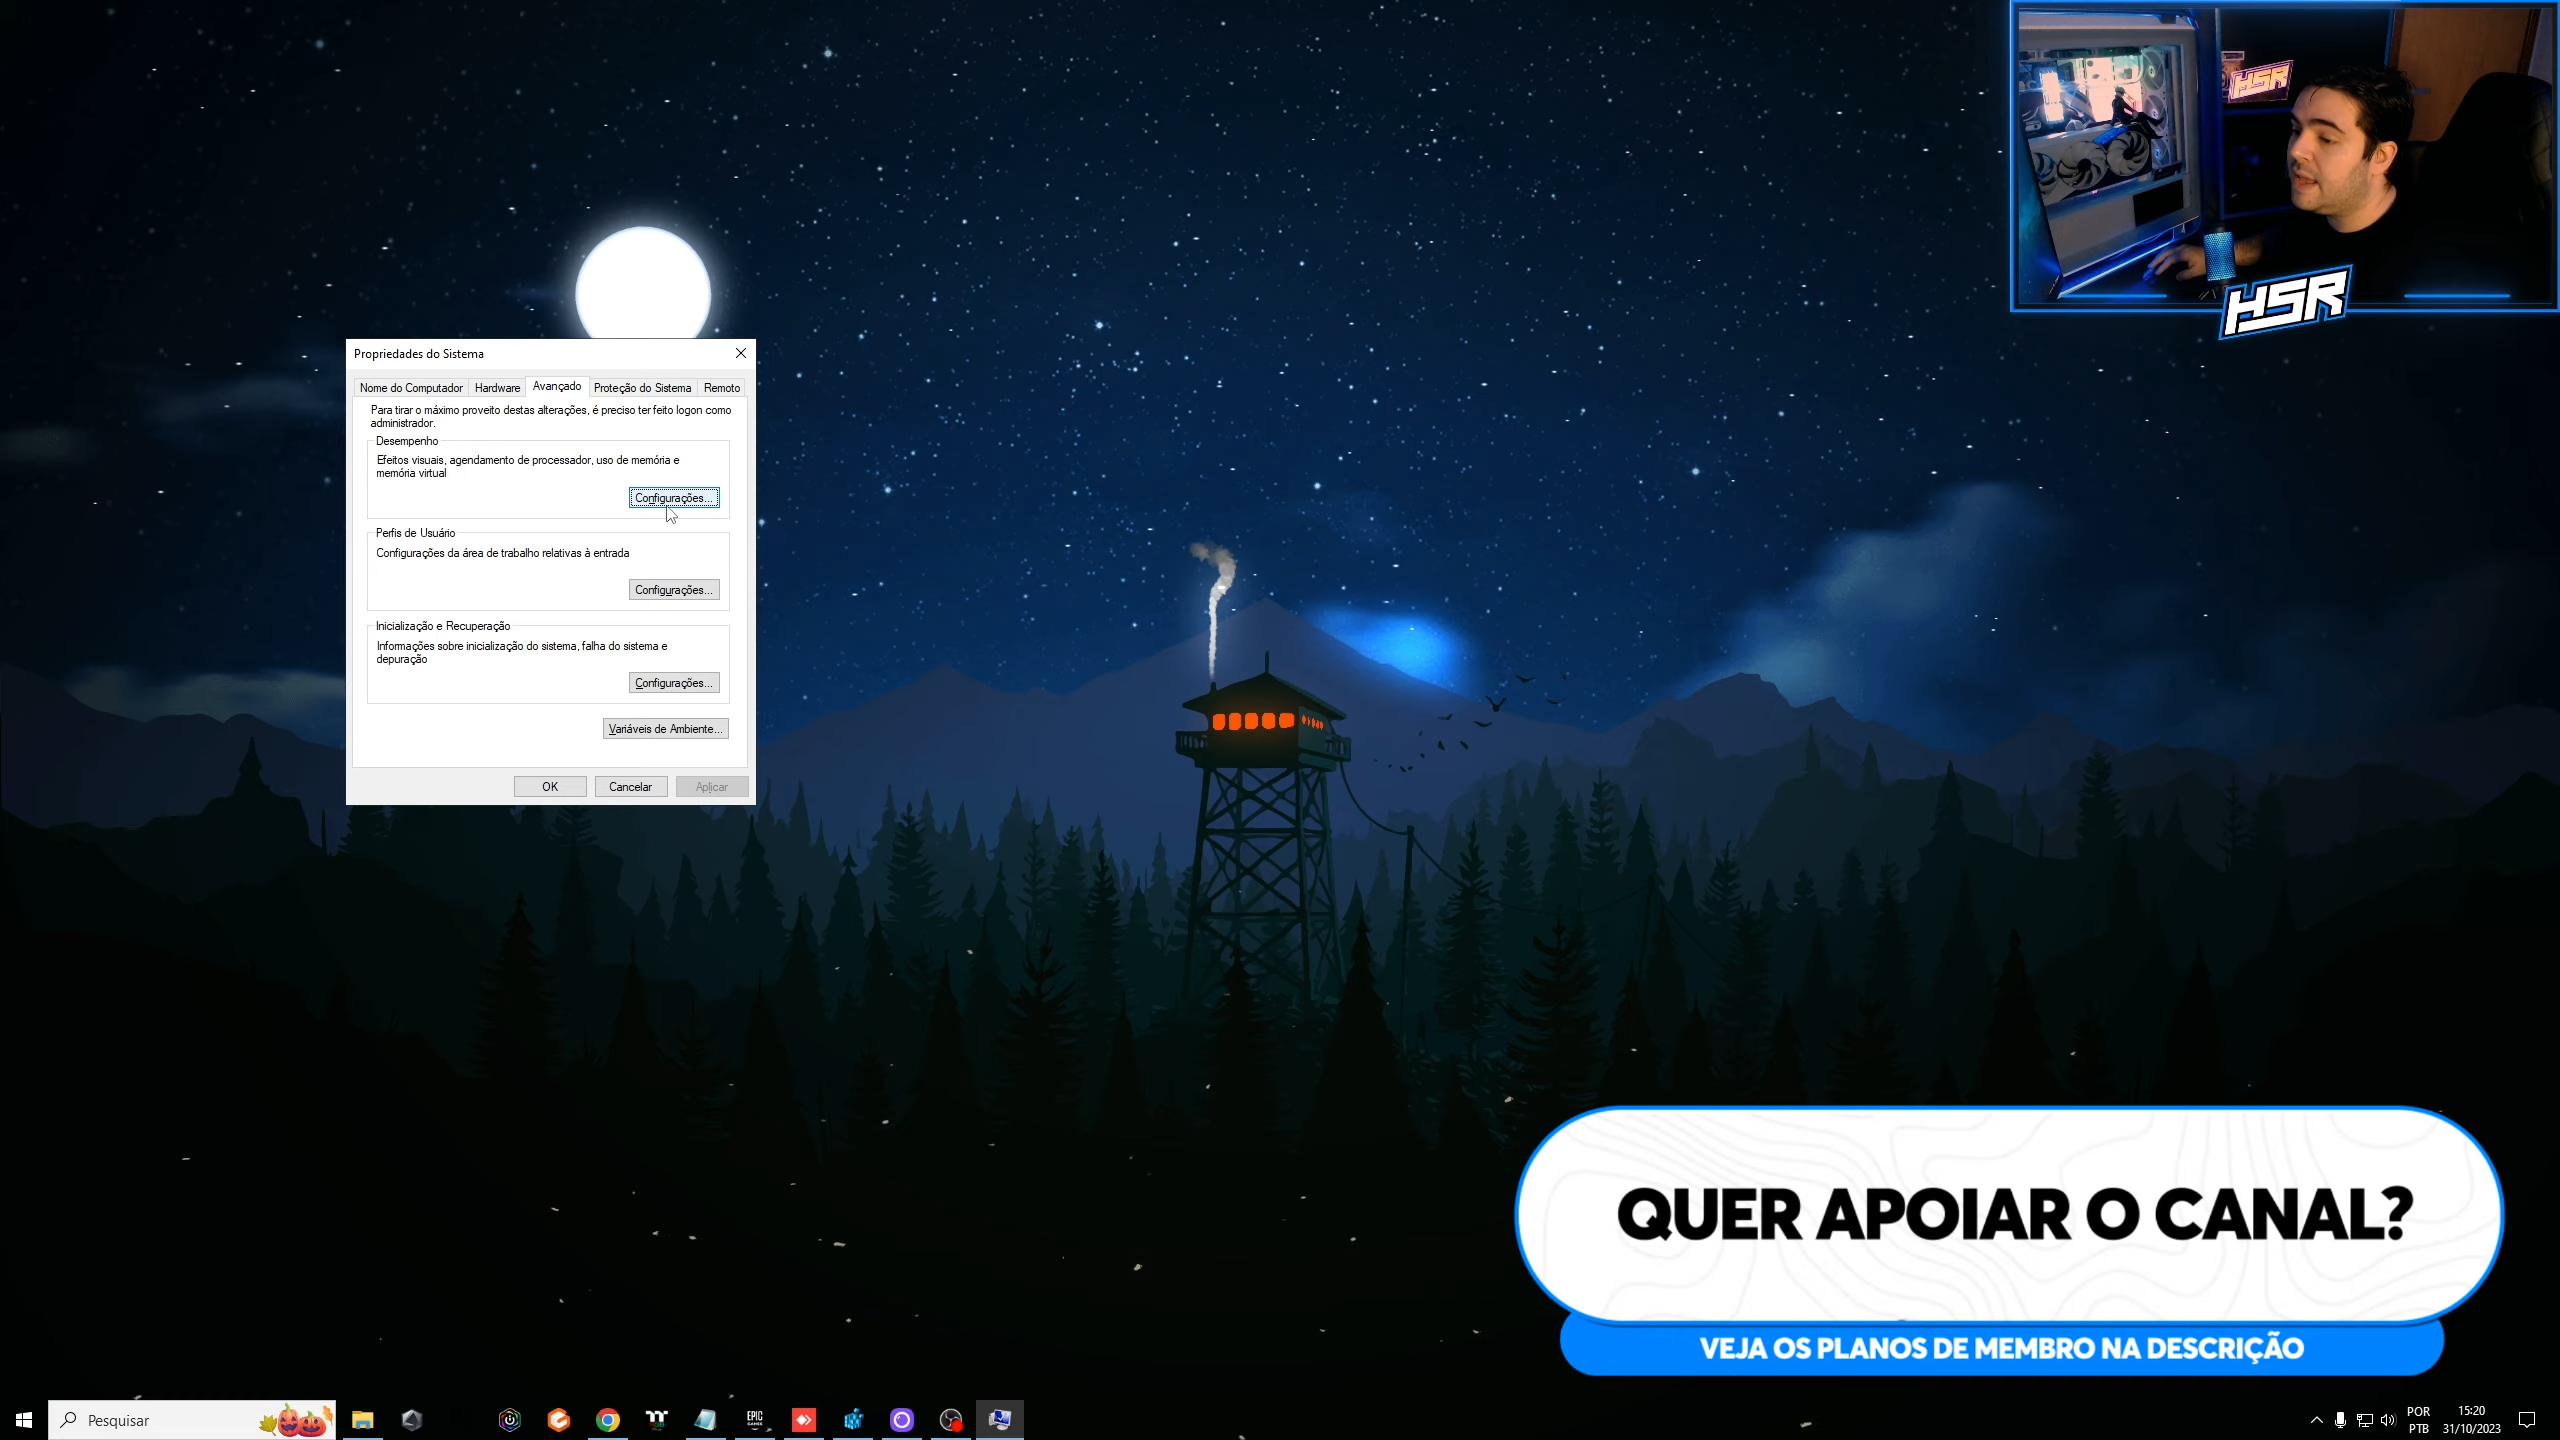 HSR
HSR
Propriedades do Sistema
Nome do Computador Hardware Avançado Proteção do Sistema Remoto
Para tirar o máximo proveito destas alterações, é preciso ter feito logon como
administrador.
Desempenho
Efeitos visuais, agendamento de processador, uso de memória e
memória virtual
Configurações...
Perfis de Usuário
Configurações da área de trabalho relativas à entrada
Configurações...
Inicialização e Recuperação
Informações sobre inicialização do sistema, falha do sistema e
depuração
Configurações...
Variáveis de Ambiente...
OK Cancelar Aplicar
QUER APOIAR O CANAL?
VEJA OS PLANOS DE MEMBRO NA DESCRIÇÃO
Pesquisar
EPIC
GAMES
POR
PTB
15:20
31/10/2023